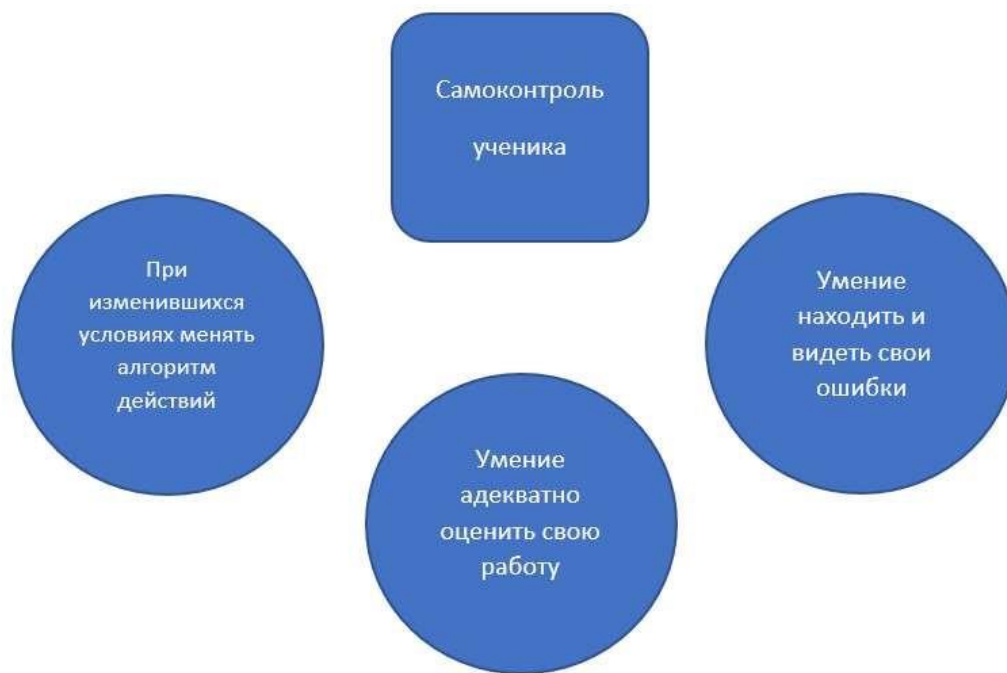 Самоконтроль
ученика
При
изменившихся
условиях менять
алгоритм
действий
Умение
адекватно
оценить свою
работу
Умение
находить и
видеть свои
ошибки